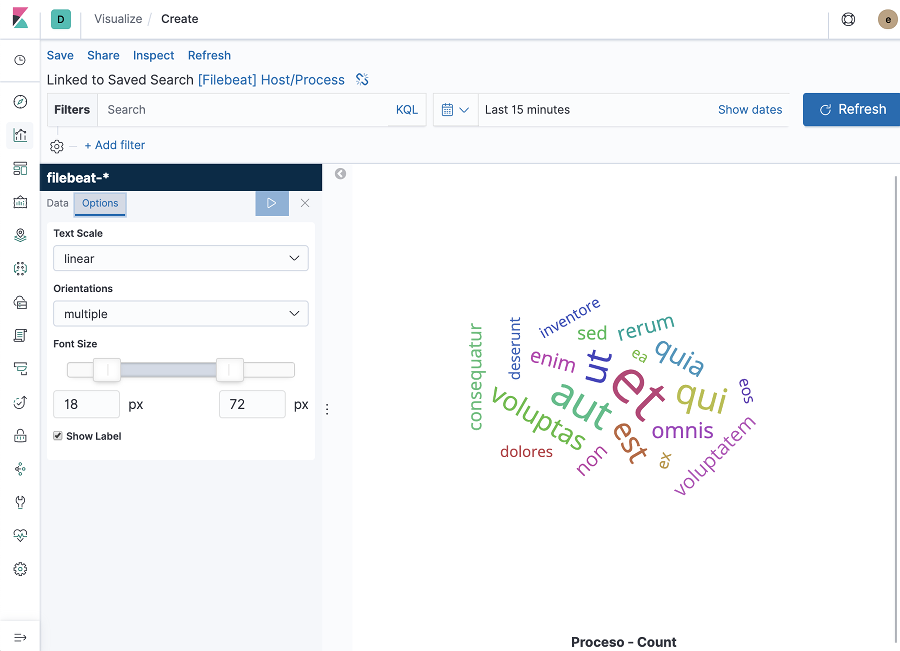 D Visualize / Create e
Save Share Inspect Refresh
Linked to Saved Search [Filebeat] Host/Process
Filters Search KQL Last 15 minutes Show dates Refresh
+ Add filter
filebeat-*
Data Options
Text Scale
linear
Orientations
multiple
Font Size
18 px 72 px
Show Label
inventore
sed
rerum
deserunt
consequatur
enim
ut
ea
quia
et
qui
eos
aut
voluptas
est
omnis
dolores
non
ex
voluptatem
Proceso - Count